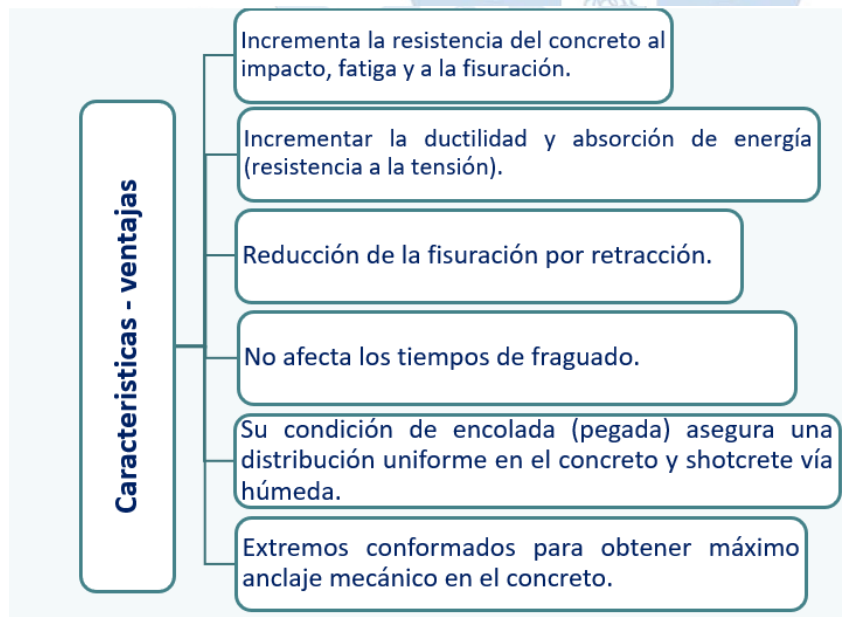 Caracteristicas - ventajas
Incrementa la resistencia del concreto al
impacto, fatiga y a la fisuración.
Incrementar la ductilidad y absorción de energía
(resistencia a la tensión).
Reducción de la fisuración por retracción.
No afecta los tiempos de fraguado.
Su condición de encolada (pegada) asegura una
distribución uniforme en el concreto y shotcrete vía
húmeda.
Extremos conformados para obtener máximo
anclaje mecánico en el concreto.